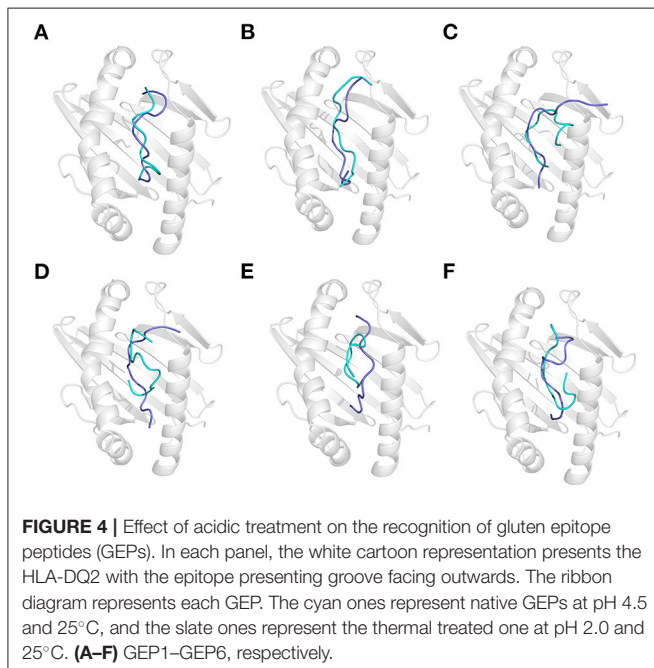 A B C
D E F
FIGURE 4 | Effect of acidic treatment on the recognition of gluten epitope
peptides (GEPs). In each panel, the white cartoon representation presents the
HLA-DQ2 with the epitope presenting groove facing outwards. The ribbon
diagram represents each GEP. The cyan ones represent native GEPs at pH 4.5
and 25°C, and the slate ones represent the thermal treated one at pH 2.0 and
25°C. (A–F) GEP1–GEP6, respectively.